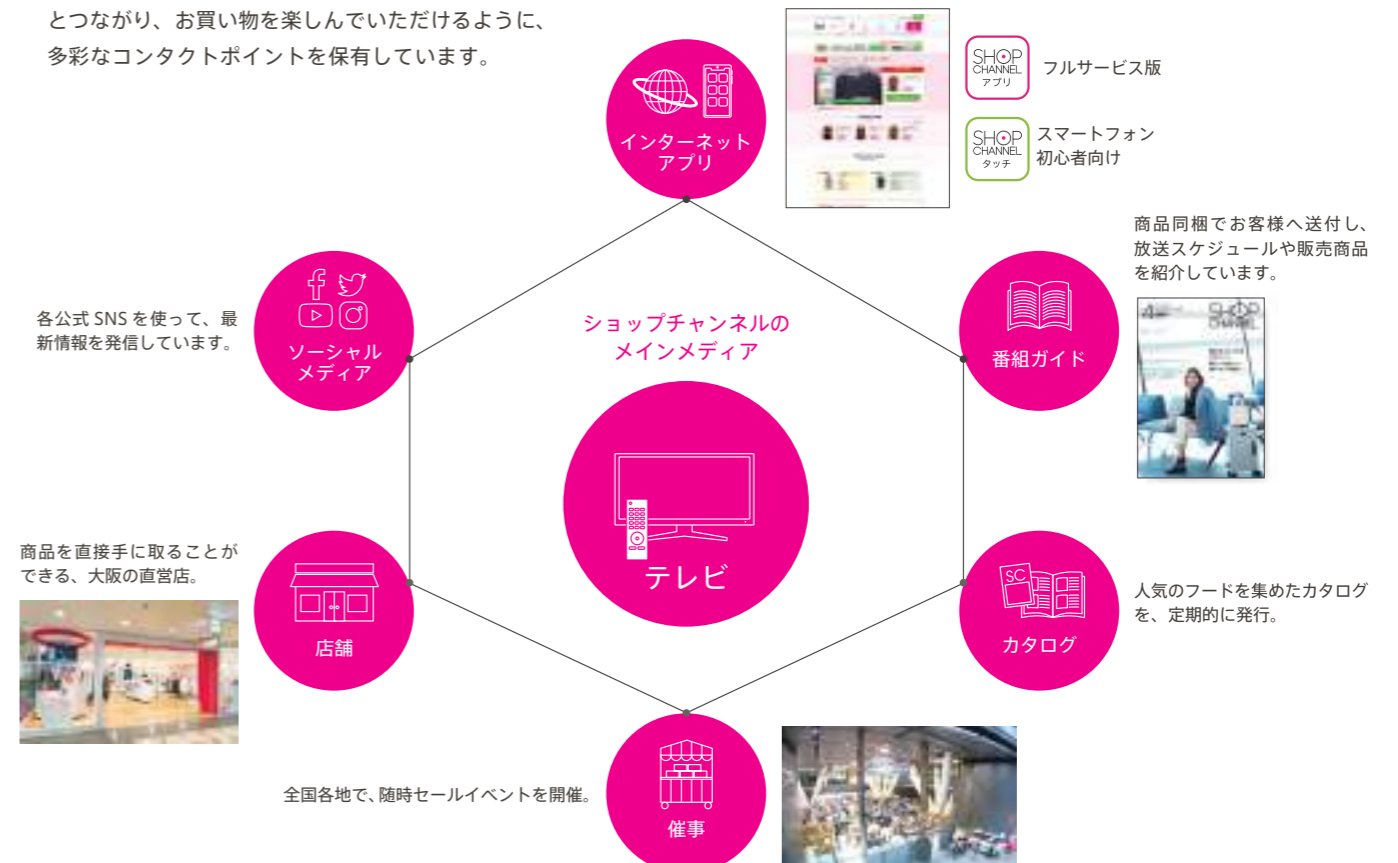 とつながり、お買い物を楽しんでいただけるように、
多彩なコンタクトポイントを保有しています。
インターネット
アプリ
SHOP
CHANNEL
アプリ
フルサービス版
SHOP
CHANNEL
タッチ
スマートフォン
初心者向け
商品同梱でお客様へ送付し、
放送スケジュールや販売商品
を紹介しています。
SHOP
CHANNEL
番組ガイド
各公式 SNS を使って、最
新情報を発信しています。
ソーシャル
メディア
ショップチャンネルの
メインメディア
テレビ
商品を直接手に取ることが
できる、大阪の直営店。
店舗
SC
カタログ
人気のフードを集めたカタログ
を、定期的に発行。
全国各地で、随時セールイベントを開催。
催事